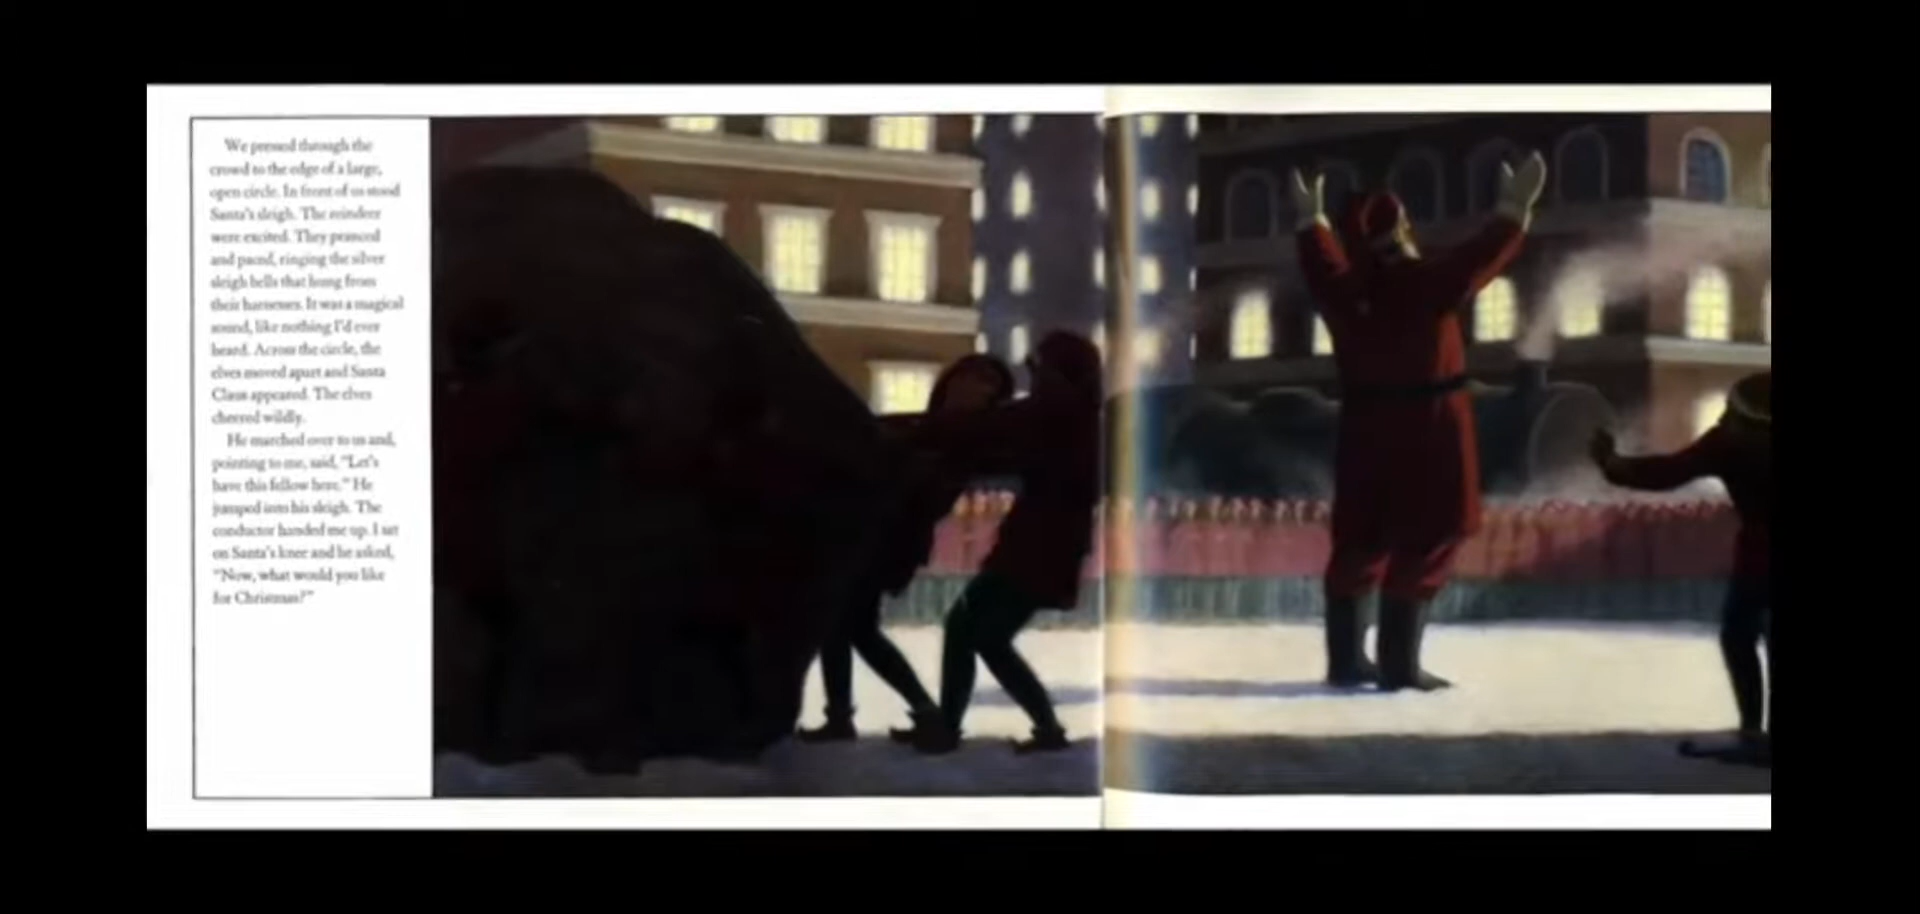 We pressed through the
crowd to the edge of a large,
open circle. In front of us stood
Santa's sleigh. The reindeer
were excited. They pranced
and paced, ringing the silver
sleigh bells that hung from
their harnesses. It was a magical
sound, like nothing I'd ever
heard. Across the circle, the
elves moved apart and Santa
Claus appeared. The elves
cheered wildly.
He marched over to us and,
pointing to me, said, "Let's
have this fellow here." He
jumped into his sleigh. The
conductor handed me up. I sat
on Santa's knee and he asked,
"Now, what would you like
for Christmas?"